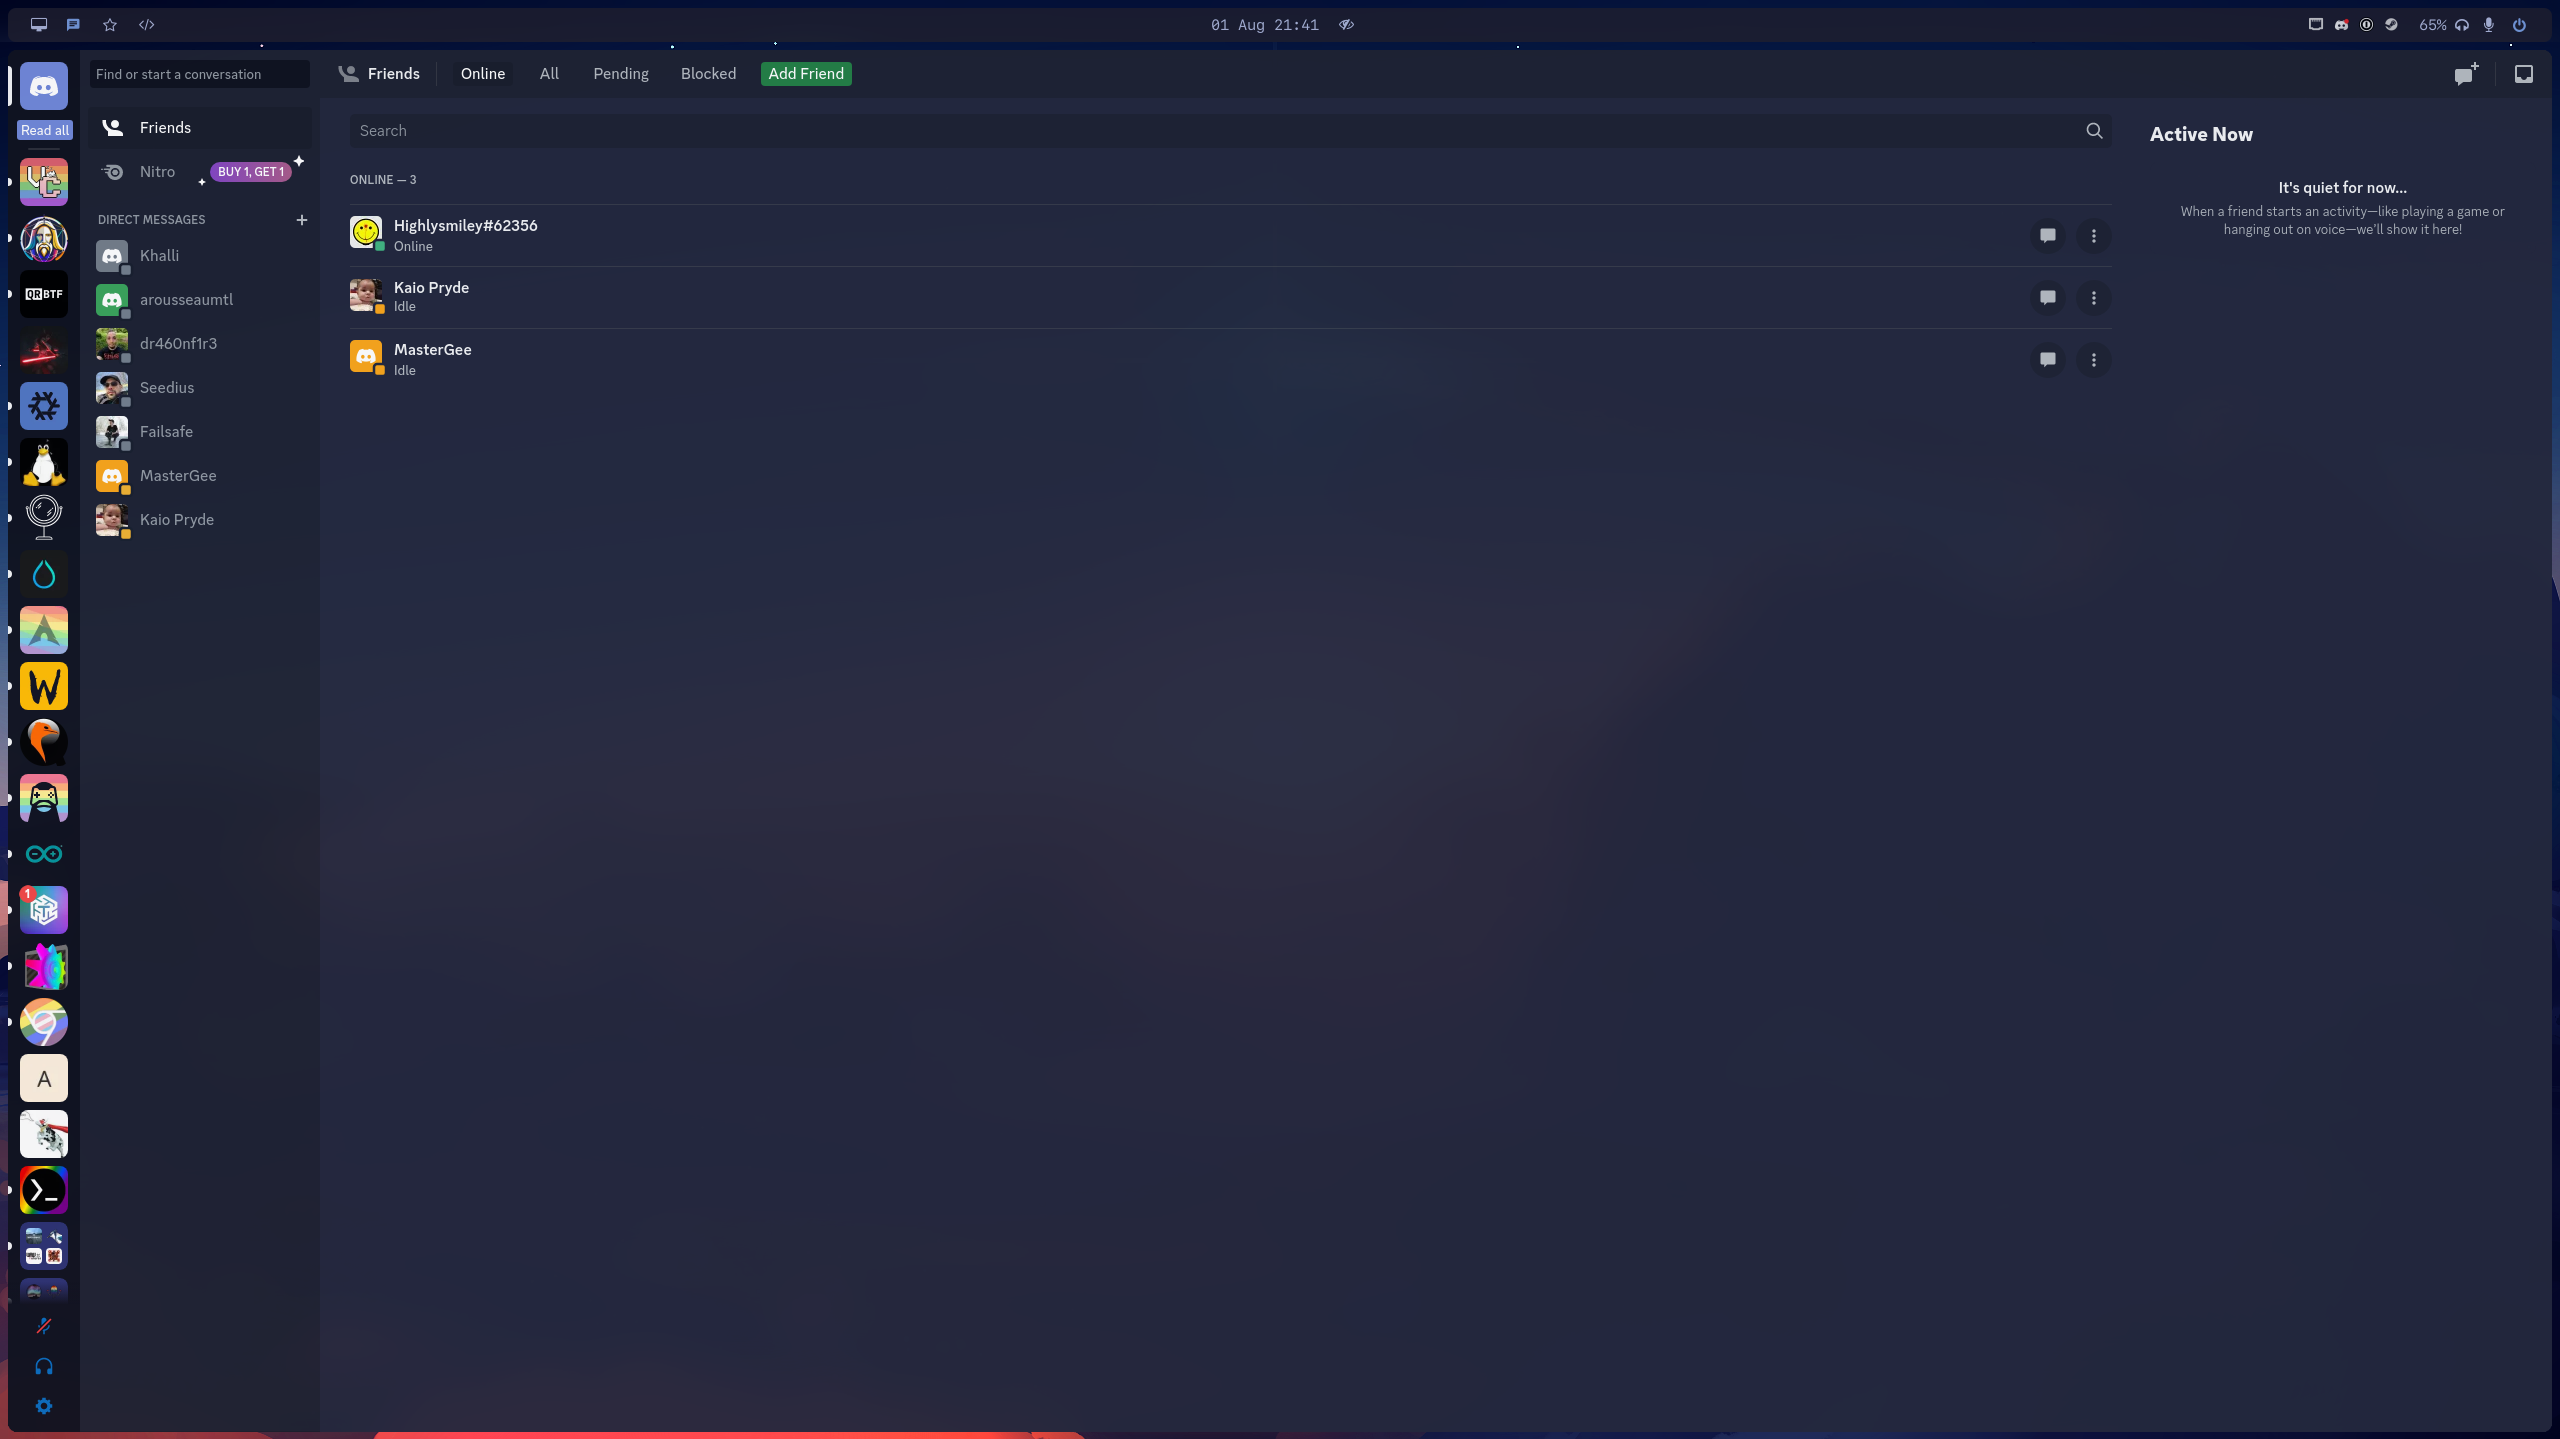 01 Aug 21:41
65%
Find or start a conversation
Friends
Online
All
Pending
Blocked
Add Friend
Read all
Friends
Nitro
BUY 1, GET 1
DIRECT MESSAGES
Khalli
arousseaumtl
dr460nf1r3
Seedius
Failsafe
MasterGee
Kaio Pryde
Search
ONLINE — 3
Highlysmiley#62356
Online
Kaio Pryde
Idle
MasterGee
Idle
Active Now
It's quiet for now...
When a friend starts an activity—like playing a game or
hanging out on voice—we'll show it here!
QR BTF
W
1
A